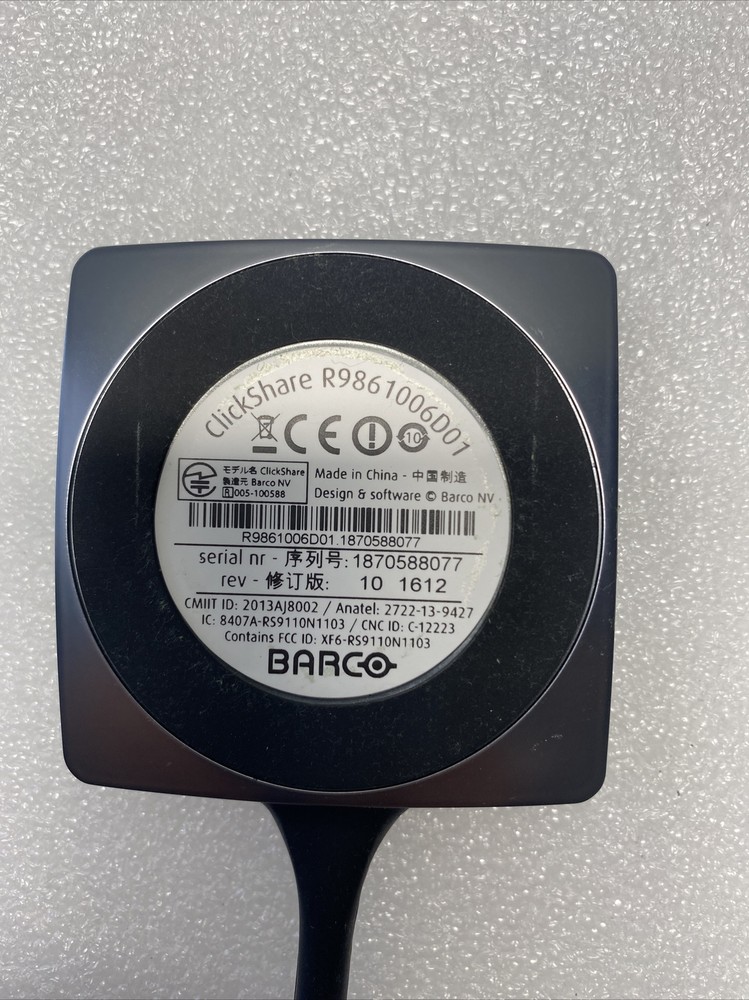 ClickShare R9861006D01
CE 10
モデル名 ClickShare
製造元 Barco NV
R 005-100588
Made in China - 中国制造
Design & software © Barco NV
R9861006D01.1870588077
serial nr - 序列号: 1870588077
rev - 修订版: 10 1612
CMIIT ID: 2013AJ8002 / Anatel: 2722-13-9427
IC: 8407A-RS9110N1103 / CNC ID: C-12223
Contains FCC ID: XF6-RS9110N1103
BARCO